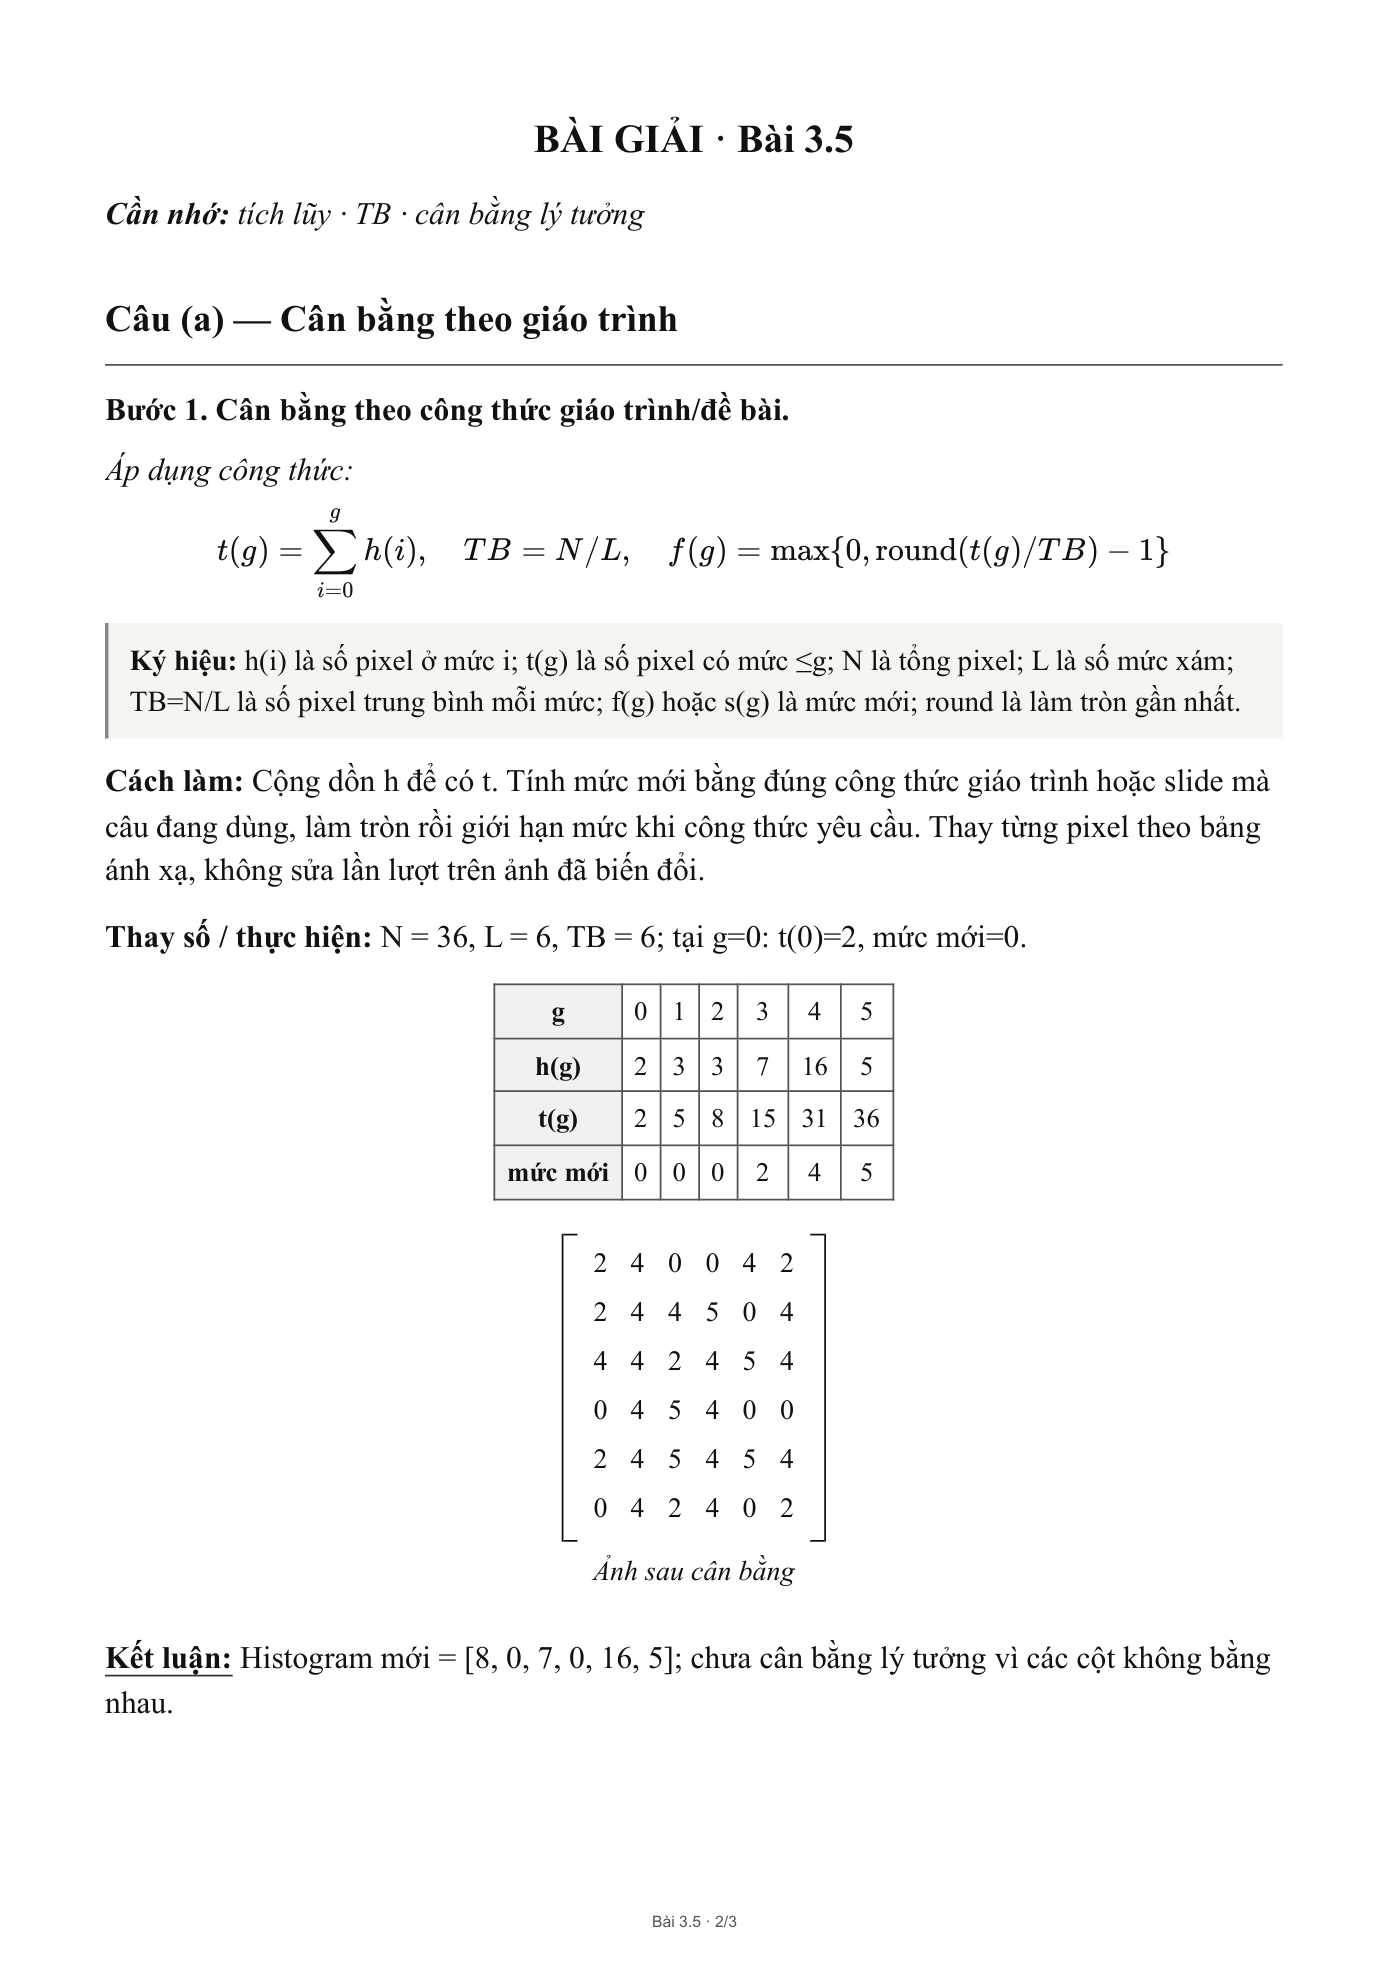 BÀI GIẢI · Bài 3.5
Cần nhớ: tích lũy · TB · cân bằng lý tưởng
Câu (a) — Cân bằng theo giáo trình
Bước 1. Cân bằng theo công thức giáo trình/đề bài.
Áp dụng công thức:
t(g) = \sum_{i=0}^{g} h(i), TB = N/L, f(g) = max{0, round(t(g)/TB) − 1}
Ký hiệu: h(i) là số pixel ở mức i; t(g) là số pixel có mức ≤g; N là tổng pixel; L là số mức xám;
TB=N/L là số pixel trung bình mỗi mức; f(g) hoặc s(g) là mức mới; round là làm tròn gần nhất.
Cách làm: Cộng dồn h để có t. Tính mức mới bằng đúng công thức giáo trình hoặc slide mà
câu đang dùng, làm tròn rồi giới hạn mức khi công thức yêu cầu. Thay từng pixel theo bảng
ánh xạ, không sửa lần lượt trên ảnh đã biến đổi.
Thay số / thực hiện: N = 36, L = 6, TB = 6; tại g=0: t(0)=2, mức mới=0.
g 0 1 2 3 4 5
h(g) 2 3 3 7 16 5
t(g) 2 5 8 15 31 36
mức mới 0 0 0 2 4 5
2 4 0 0 4 2
2 4 4 5 0 4
4 4 2 4 5 4
0 4 5 4 0 0
2 4 5 4 5 4
0 4 2 4 0 2
Ảnh sau cân bằng
Kết luận: Histogram mới = [8, 0, 7, 0, 16, 5]; chưa cân bằng lý tưởng vì các cột không bằng
nhau.
Bài 3.5 · 2/3